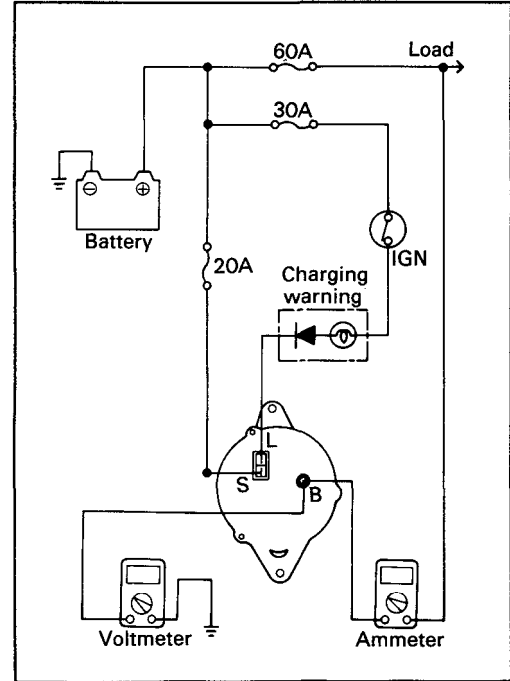 60A
Load
30A
⊖
⊕
Battery
IGN
20A
Charging
warning
L
S
B
Voltmeter
Ammeter